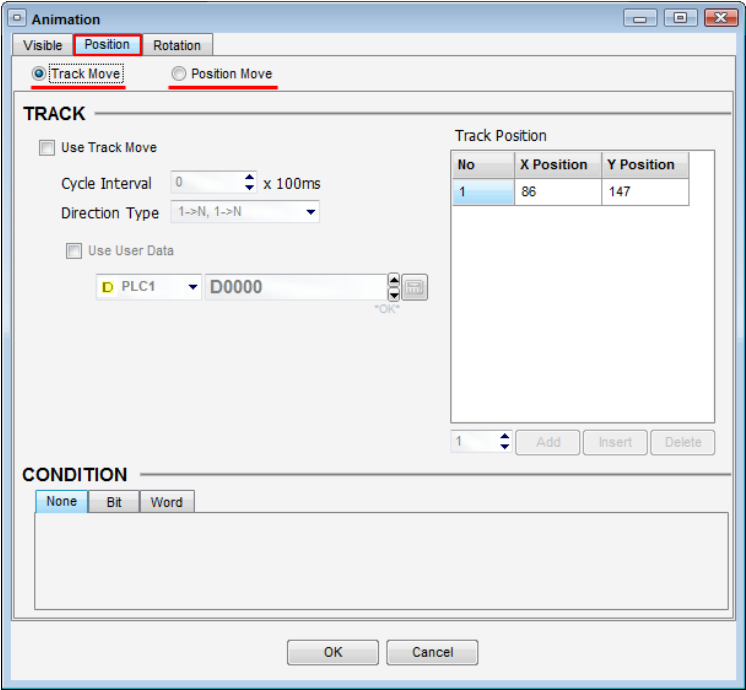 Animation
Visible Position Rotation
Track Move Position Move
TRACK
Use Track Move
Cycle Interval 0 x 100ms
Direction Type 1->N, 1->N
Use User Data
D PLC1 D0000
"OK"
Track Position
No X Position Y Position
1 86 147
1 Add Insert Delete
CONDITION
None Bit Word
OK Cancel